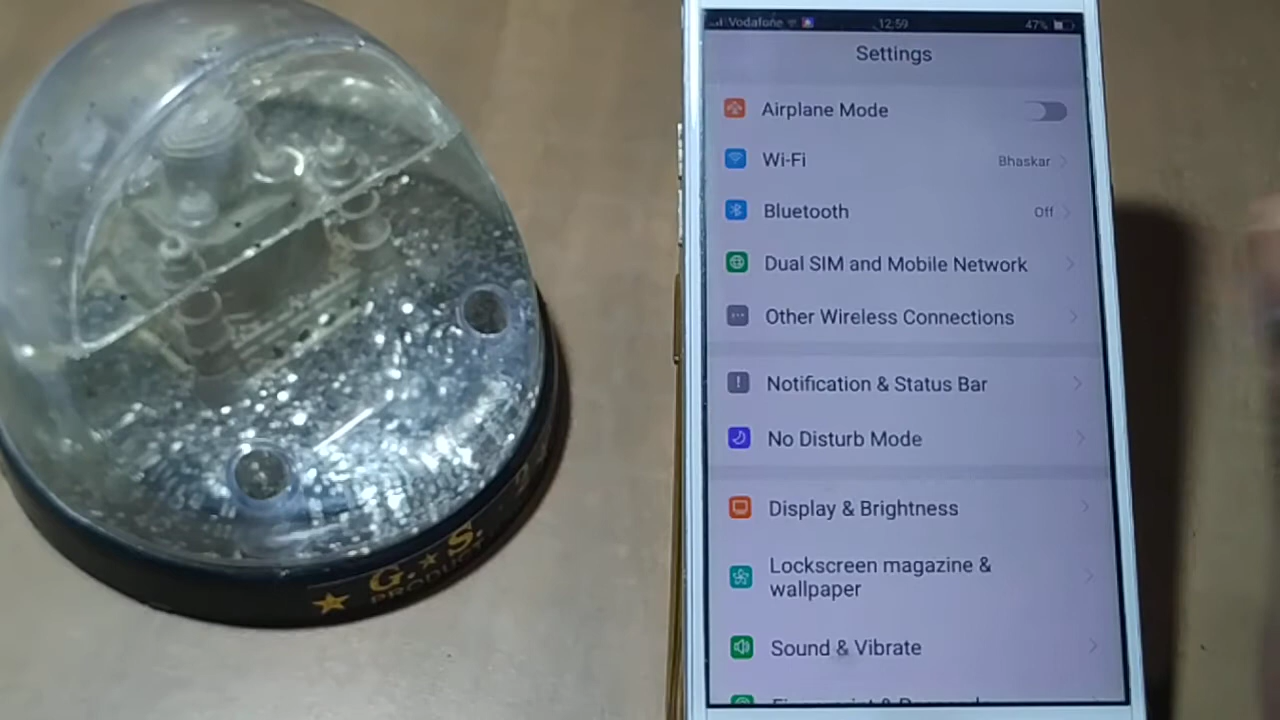 Vodafone 12:59 47%
Settings
Airplane Mode
Wi-Fi Bhaskar
Bluetooth Off
Dual SIM and Mobile Network
Other Wireless Connections
Notification & Status Bar
No Disturb Mode
Display & Brightness
Lockscreen magazine &
wallpaper
Sound & Vibrate
G.★S.
PRODUCT